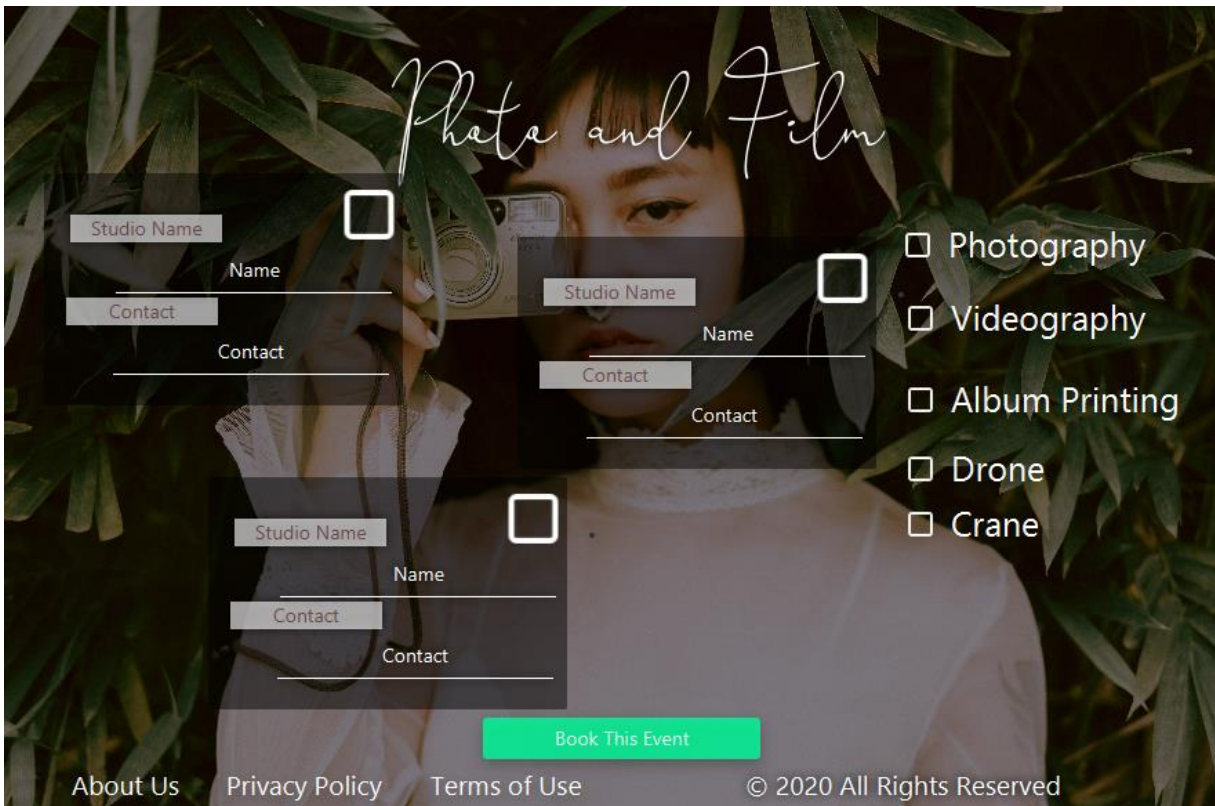 Photo and Film
Studio Name
Name
Contact
Contact
Studio Name
Name
Contact
Contact
Studio Name
Name
Contact
Contact
Photography
Videography
Album Printing
Drone
Crane
Book This Event
About Us Privacy Policy Terms of Use © 2020 All Rights Reserved